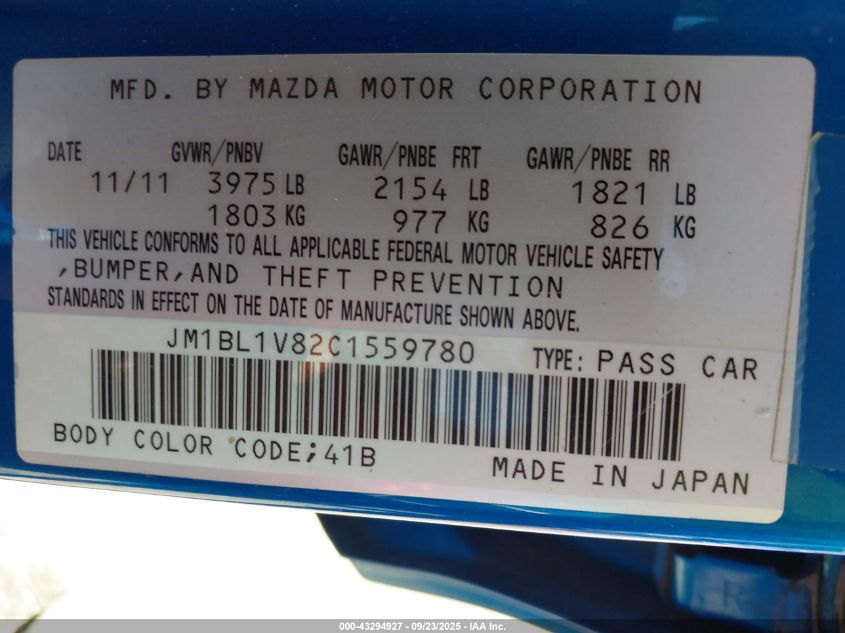 MFD. BY MAZDA MOTOR CORPORATION
DATE GVWR/PNBV GAWR/PNBE FRT GAWR/PNBE RR
11/11 3975 LB 2154 LB 1821 LB
1803 KG 977 KG 826 KG
THIS VEHICLE CONFORMS TO ALL APPLICABLE FEDERAL MOTOR VEHICLE SAFETY
,BUMPER,AND THEFT PREVENTION
STANDARDS IN EFFECT ON THE DATE OF MANUFACTURE SHOWN ABOVE.
JM1BL1V82C1559780 TYPE: PASS CAR
BODY COLOR CODE;41B
MADE IN JAPAN
000-43294927 - 09/23/2025 - IAA Inc.